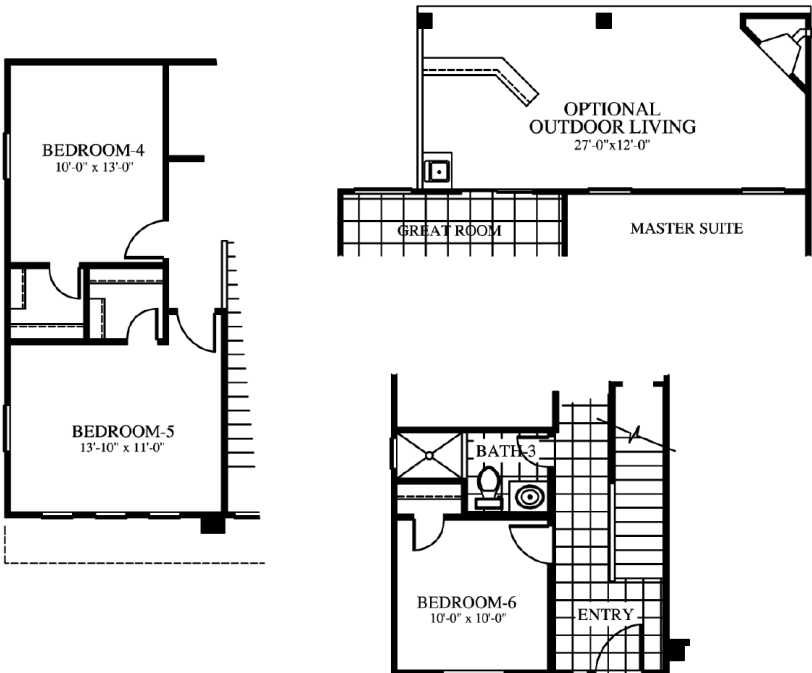 BEDROOM-4
10'-0" x 13'-0"
OPTIONAL
OUTDOOR LIVING
27'-0"x12'-0"
GREAT ROOM
MASTER SUITE
BEDROOM-5
13'-10" x 11'-0"
BATH-3
BEDROOM-6
10'-0" x 10'-0"
ENTRY